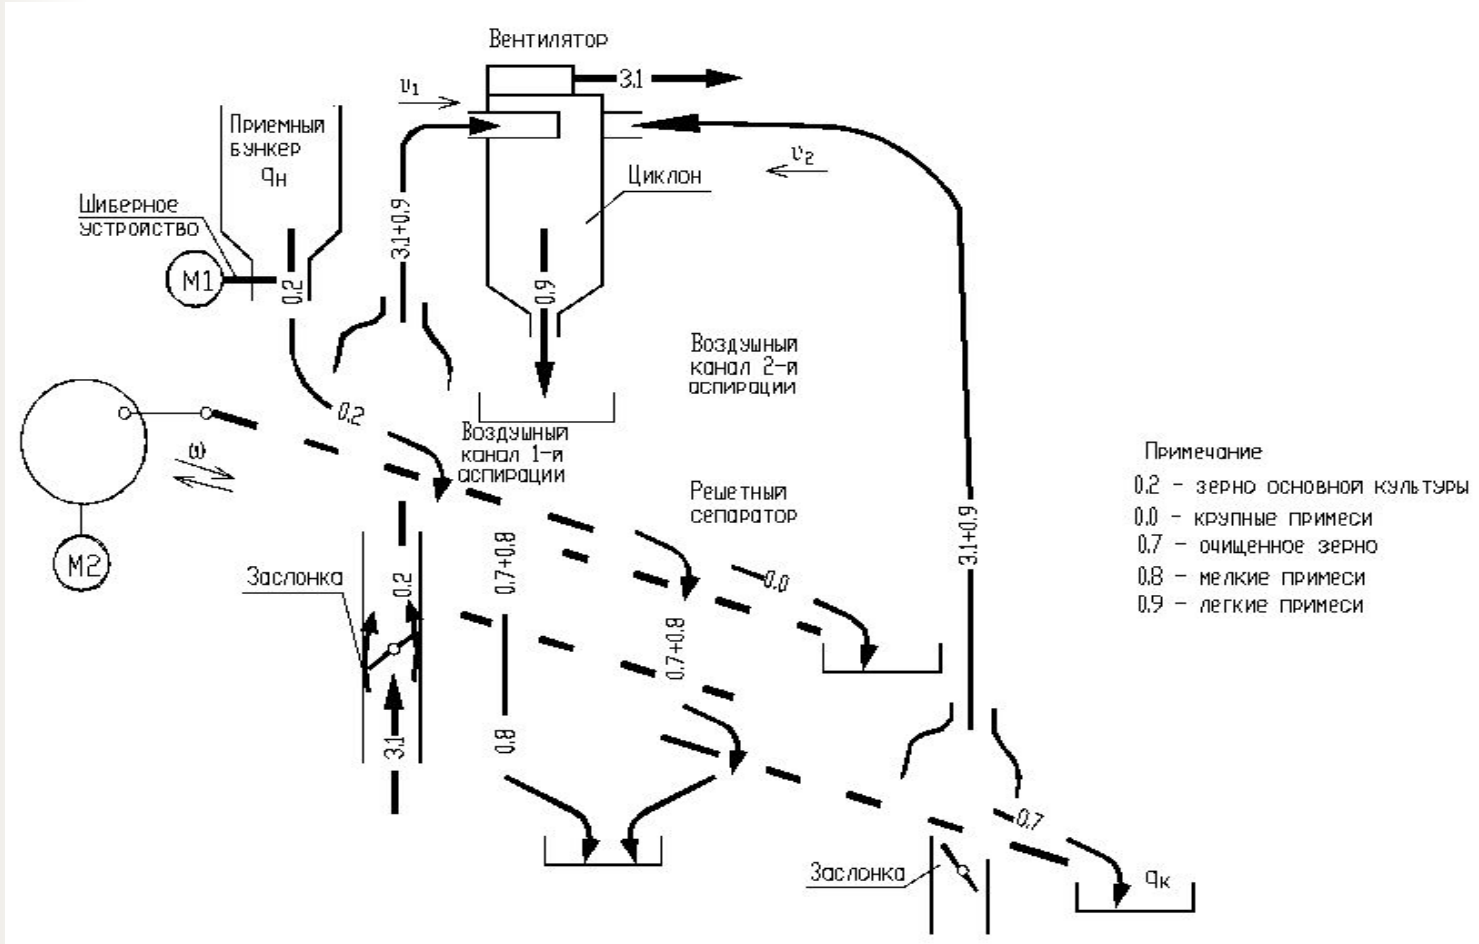 Вентилятор
3.1
υ1
Приемный
бункер
qн
υ2
Циклон
Шиберное
устройство
3.1+0.9
М1
0.2
0.9
Воздушный
канал 2-й
аспирации
0.2
Воздушный
канал 1-й
аспирации
ω
Примечание
0.2 - зерно основной культуры
0.0 - крупные примеси
0.7 - очищенное зерно
0.8 - мелкие примеси
0.9 - легкие примеси
Решетный
сепаратор
3.1+0.9
М2
Заслонка
0.2
0.7+0.8
0.0
0.7+0.8
3.1
0.8
0.7
Заслонка
qк